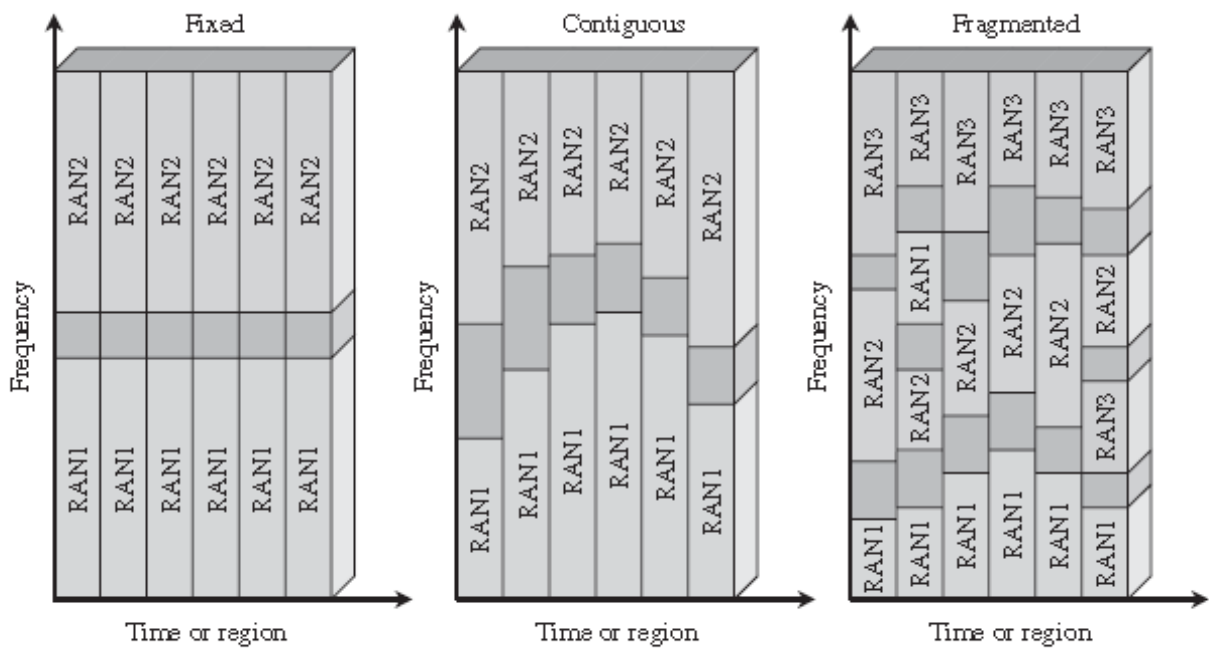 Fixed
Contiguous
Fragmented
Frequency
RAN2 RAN2 RAN2 RAN2 RAN2 RAN2
RAN1 RAN1 RAN1 RAN1 RAN1 RAN1
Time or region
Frequency
RAN2 RAN2 RAN2 RAN2 RAN2 RAN2
RAN1 RAN1 RAN1 RAN1 RAN1 RAN1
Time or region
Frequency
RAN3 RAN3 RAN3 RAN3 RAN3 RAN3
RAN2 RAN1 RAN2 RAN2 RAN2 RAN2
RAN2 RAN3
RAN1 RAN1 RAN1 RAN1 RAN1 RAN1
Time or region